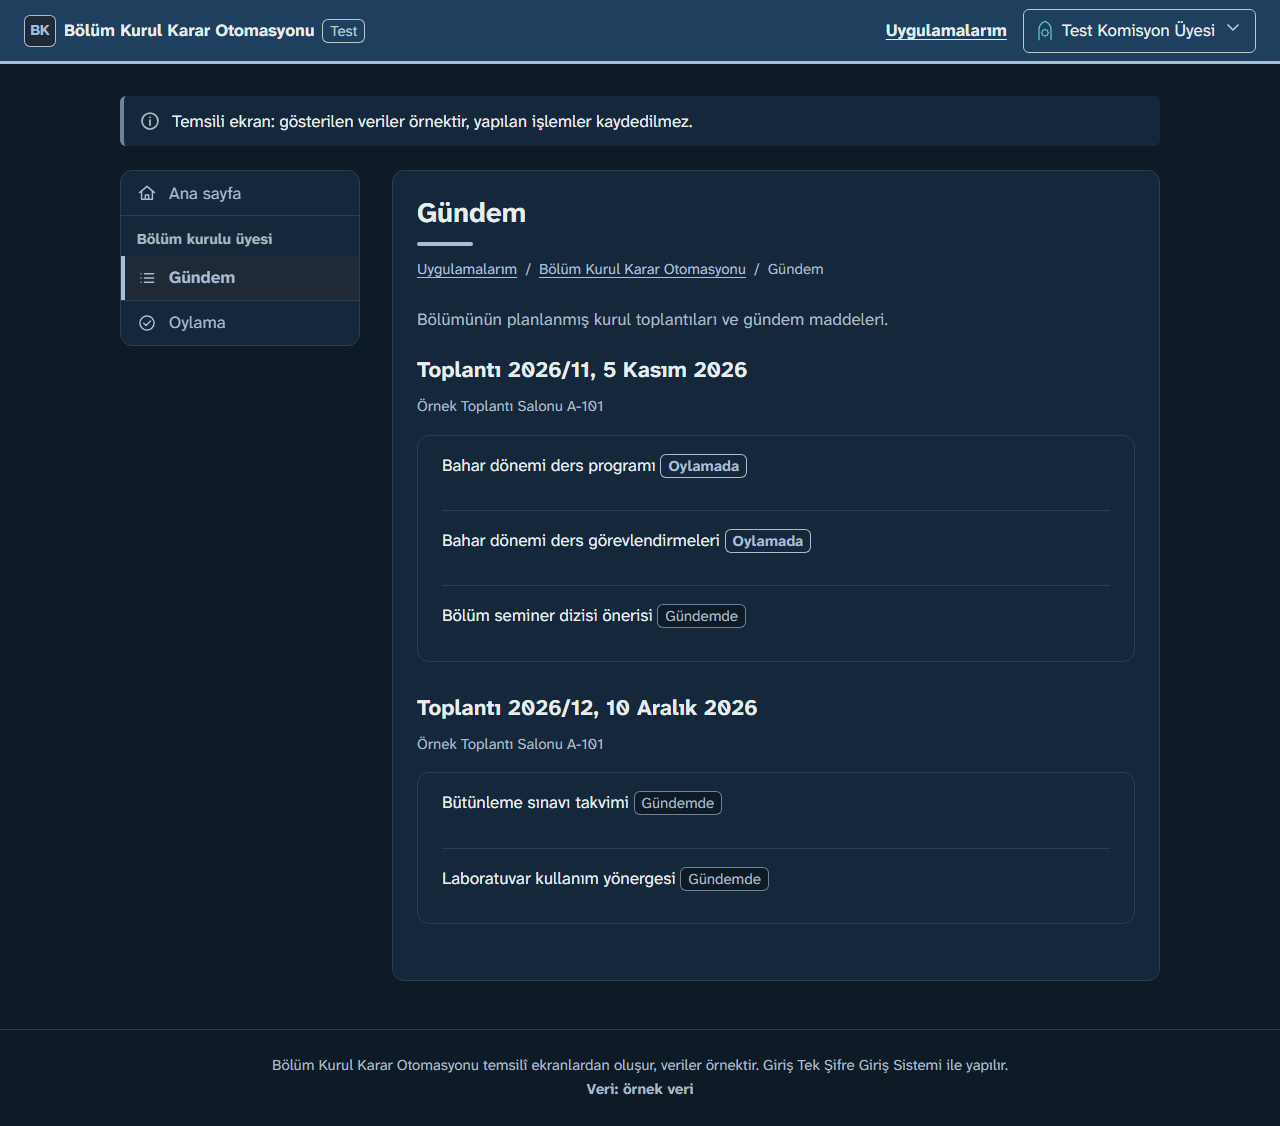 BK Bölüm Kurul Karar Otomasyonu Test
Uygulamalarım
Test Komisyon Üyesi
Temsili ekran: gösterilen veriler örnektir, yapılan işlemler kaydedilmez.
Ana sayfa
Bölüm kurulu üyesi
Gündem
Oylama
Gündem
Uygulamalarım / Bölüm Kurul Karar Otomasyonu / Gündem
Bölümünün planlanmış kurul toplantıları ve gündem maddeleri.
Toplantı 2026/11, 5 Kasım 2026
Örnek Toplantı Salonu A-101
Bahar dönemi ders programı Oylamada
Bahar dönemi ders görevlendirmeleri Oylamada
Bölüm seminer dizisi önerisi Gündemde
Toplantı 2026/12, 10 Aralık 2026
Örnek Toplantı Salonu A-101
Bütünleme sınavı takvimi Gündemde
Laboratuvar kullanım yönergesi Gündemde
Bölüm Kurul Karar Otomasyonu temsilî ekranlardan oluşur, veriler örnektir. Giriş Tek Şifre Giriş Sistemi ile yapılır.
Veri: örnek veri